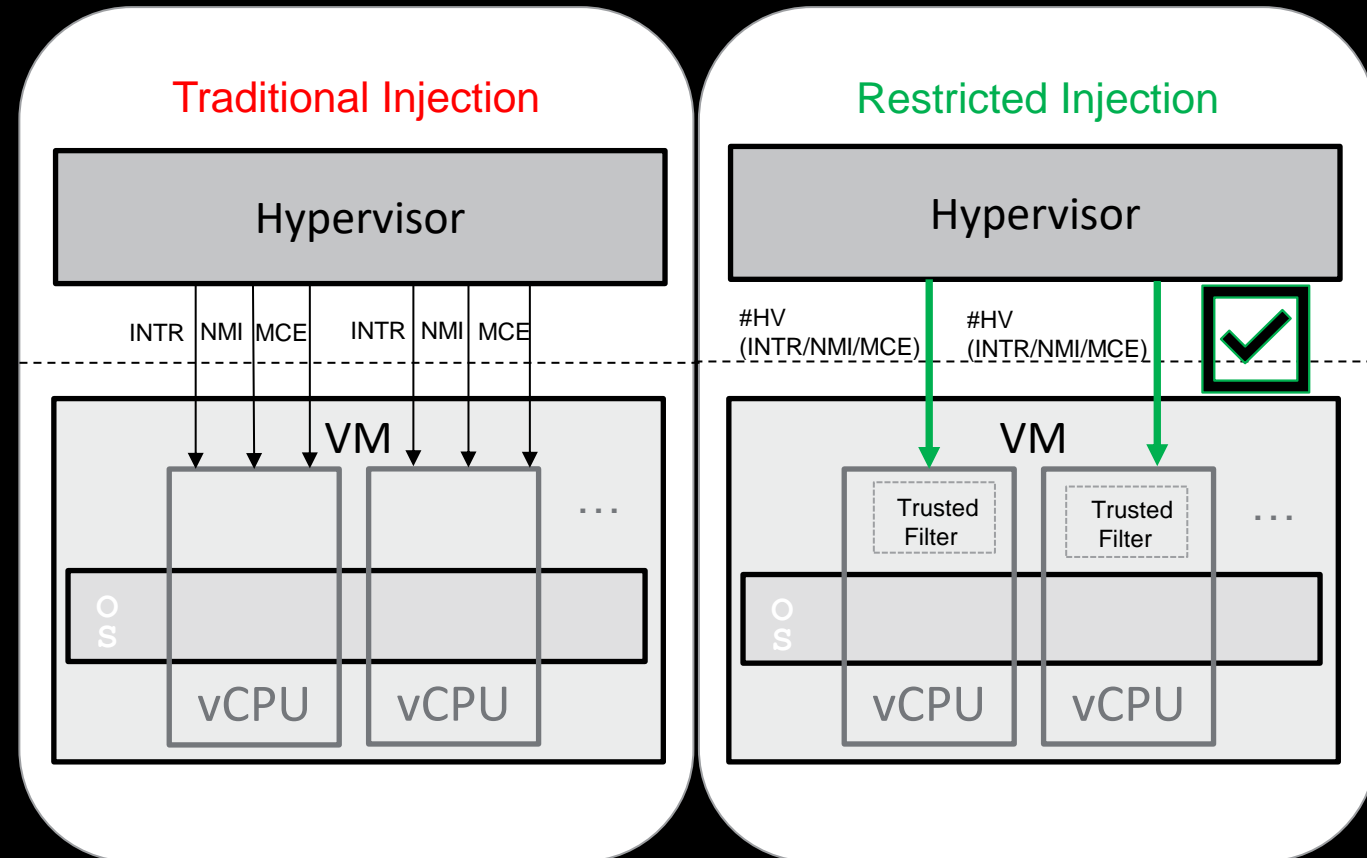 Traditional Injection
Hypervisor
INTR NMI MCE INTR NMI MCE
VM
...
O
S
vCPU vCPU
Restricted Injection
Hypervisor
#HV
(INTR/NMI/MCE)
#HV
(INTR/NMI/MCE)
VM
Trusted
Filter
Trusted
Filter
...
O
S
vCPU vCPU